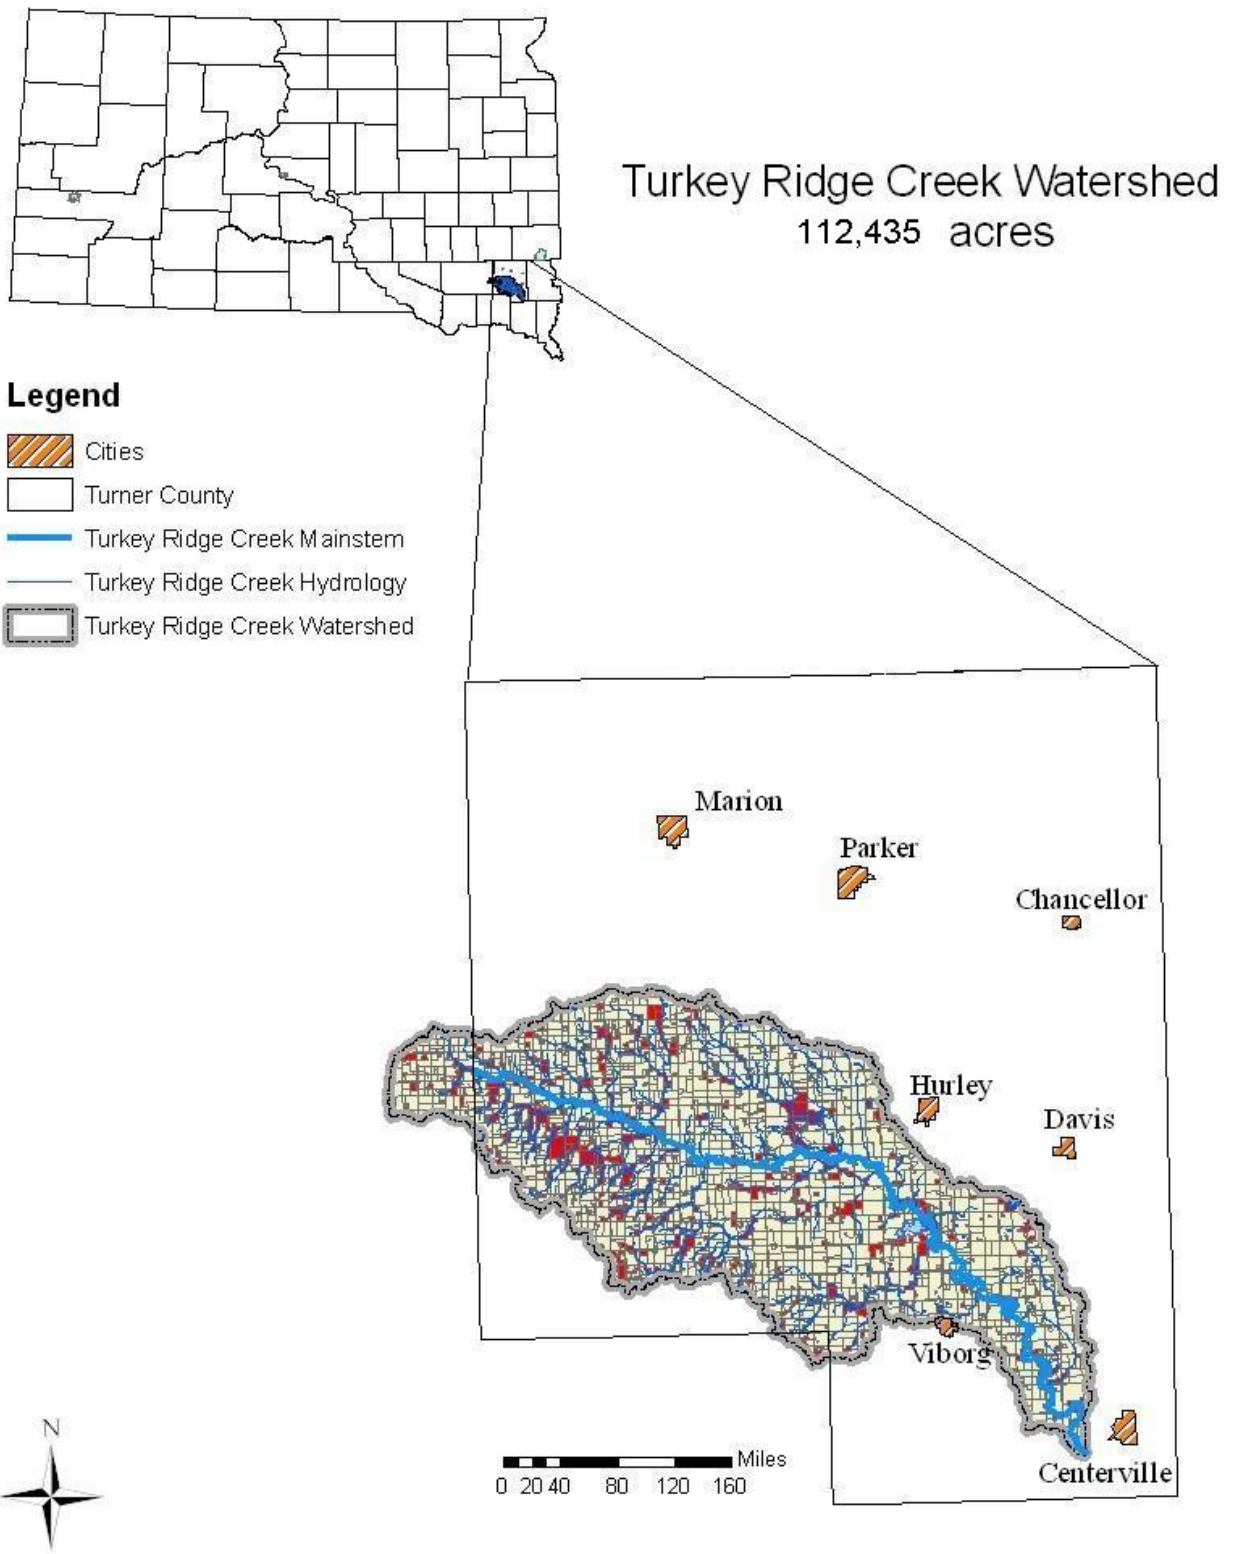 Turkey Ridge Creek Watershed
112,435 acres
Legend
Cities
Turner County
Turkey Ridge Creek Mainstem
Turkey Ridge Creek Hydrology
Turkey Ridge Creek Watershed
Marion
Parker
Chancellor
Hurley
Davis
Viborg
Centerville
N
Miles
0 20 40 80 120 160